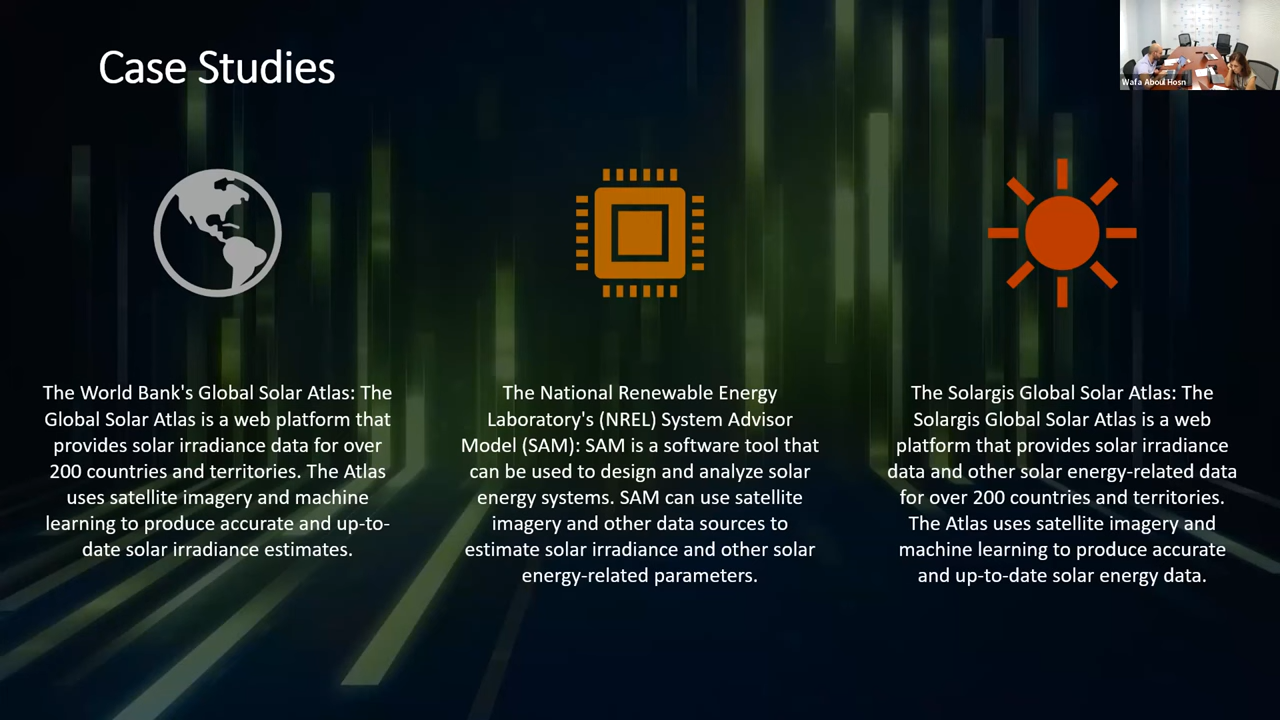 Case Studies
Wafa Aboul Hosn
The World Bank's Global Solar Atlas: The
Global Solar Atlas is a web platform that
provides solar irradiance data for over
200 countries and territories. The Atlas
uses satellite imagery and machine
learning to produce accurate and up-to-
date solar irradiance estimates.
The National Renewable Energy
Laboratory's (NREL) System Advisor
Model (SAM): SAM is a software tool that
can be used to design and analyze solar
energy systems. SAM can use satellite
imagery and other data sources to
estimate solar irradiance and other solar
energy-related parameters.
The Solargis Global Solar Atlas: The
Solargis Global Solar Atlas is a web
platform that provides solar irradiance
data and other solar energy-related data
for over 200 countries and territories.
The Atlas uses satellite imagery and
machine learning to produce accurate
and up-to-date solar energy data.